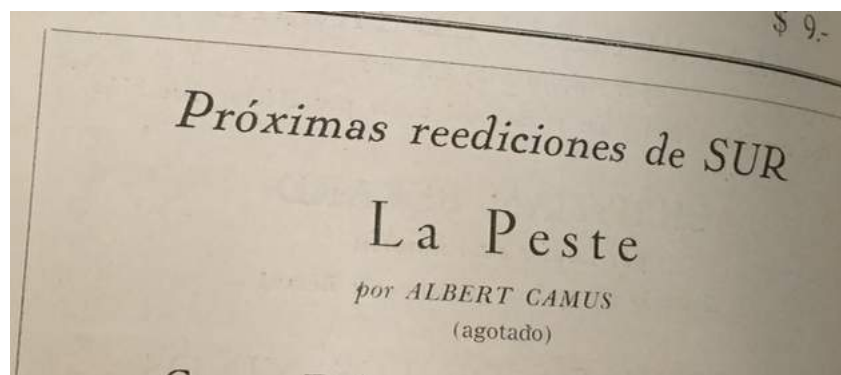 $ 9.-
Próximas reediciones de SUR
La Peste
por ALBERT CAMUS
(agotado)